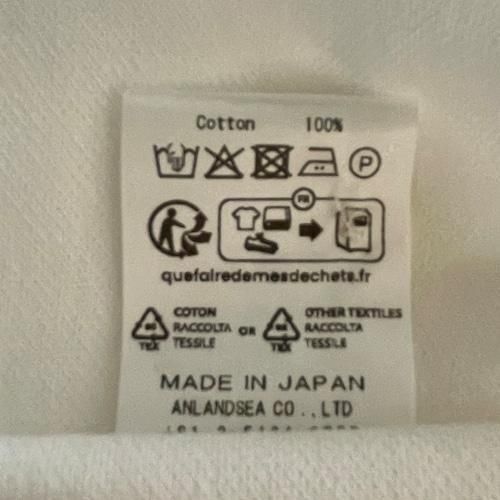 Cotton 100%
P
FR
quefairedemesdechets.fr
COTON
RACCOLTA
TESSILE
TEX
OR
OTHER TEXTILES
RACCOLTA
TESSILE
TEX
MADE IN JAPAN
ANLANDSEA CO.,LTD